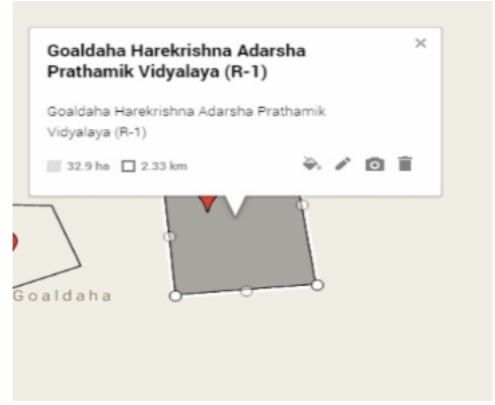 Goaldaha Harekrishna Adarsha
Prathamik Vidyalaya (R-1)
Goaldaha Harekrishna Adarsha Prathamik
Vidyalaya (R-1)
32.9 ha 2.33 km
Goaldaha